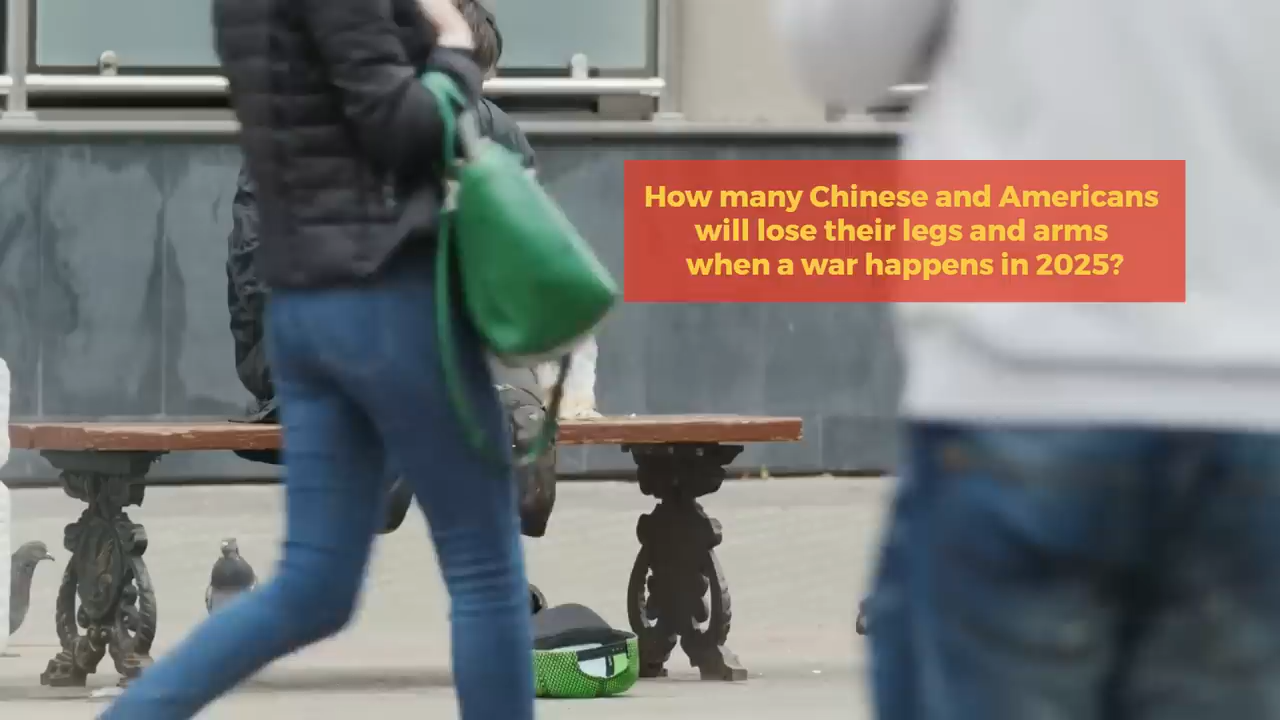 How many Chinese and Americans
will lose their legs and arms
when a war happens in 2025?